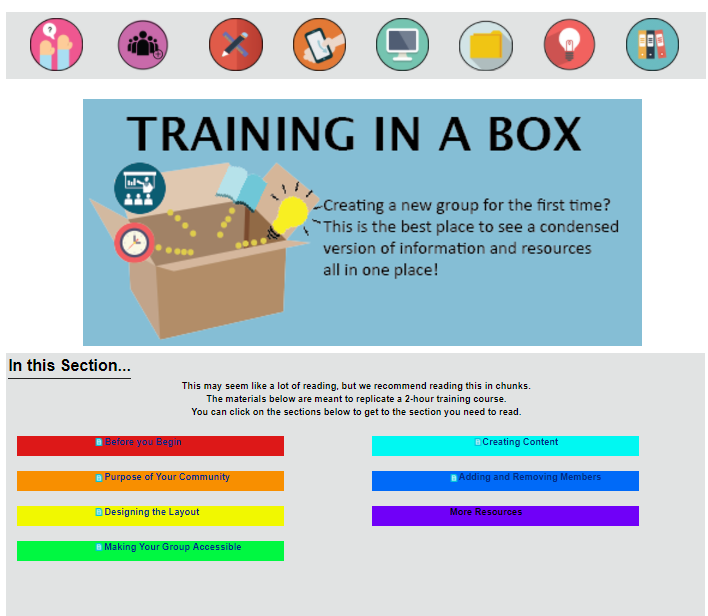 ?
TRAINING IN A BOX
Creating a new group for the first time?
This is the best place to see a condensed
version of information and resources
all in one place!
In this Section...
This may seem like a lot of reading, but we recommend reading this in chunks.
The materials below are meant to replicate a 2-hour training course.
You can click on the sections below to get to the section you need to read.
Before you Begin
Purpose of Your Community
Designing the Layout
Making Your Group Accessible
Creating Content
Adding and Removing Members
More Resources